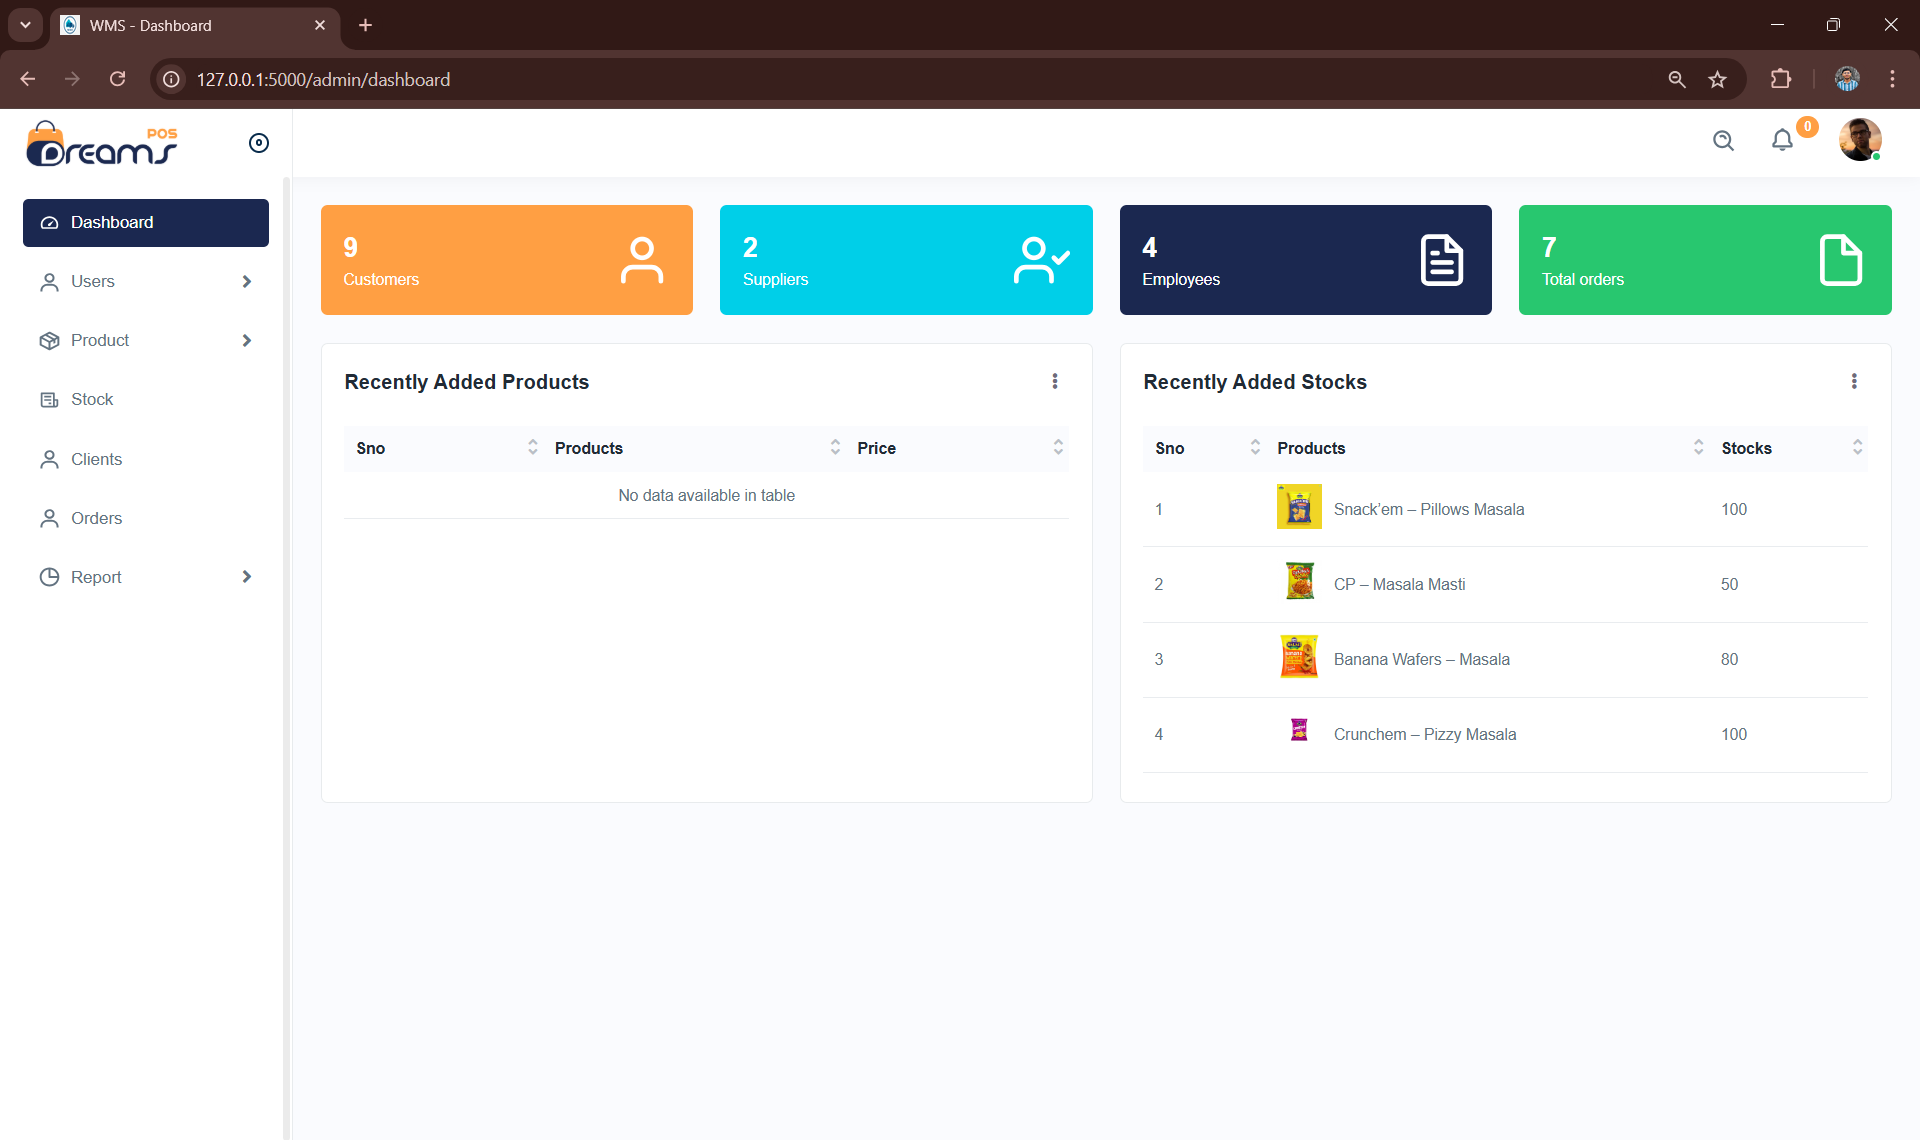 WMS - Dashboard
127.0.0.1:5000/admin/dashboard
POS
Dreams
0
Dashboard
Users
Product
Stock
Clients
Orders
Report
9
Customers
2
Suppliers
4
Employees
7
Total orders
Recently Added Products
Sno Products Price
No data available in table
Recently Added Stocks
Sno Products Stocks
1 Snack’em – Pillows Masala 100
2 CP – Masala Masti 50
3 Banana Wafers – Masala 80
4 Crunchem – Pizzy Masala 100